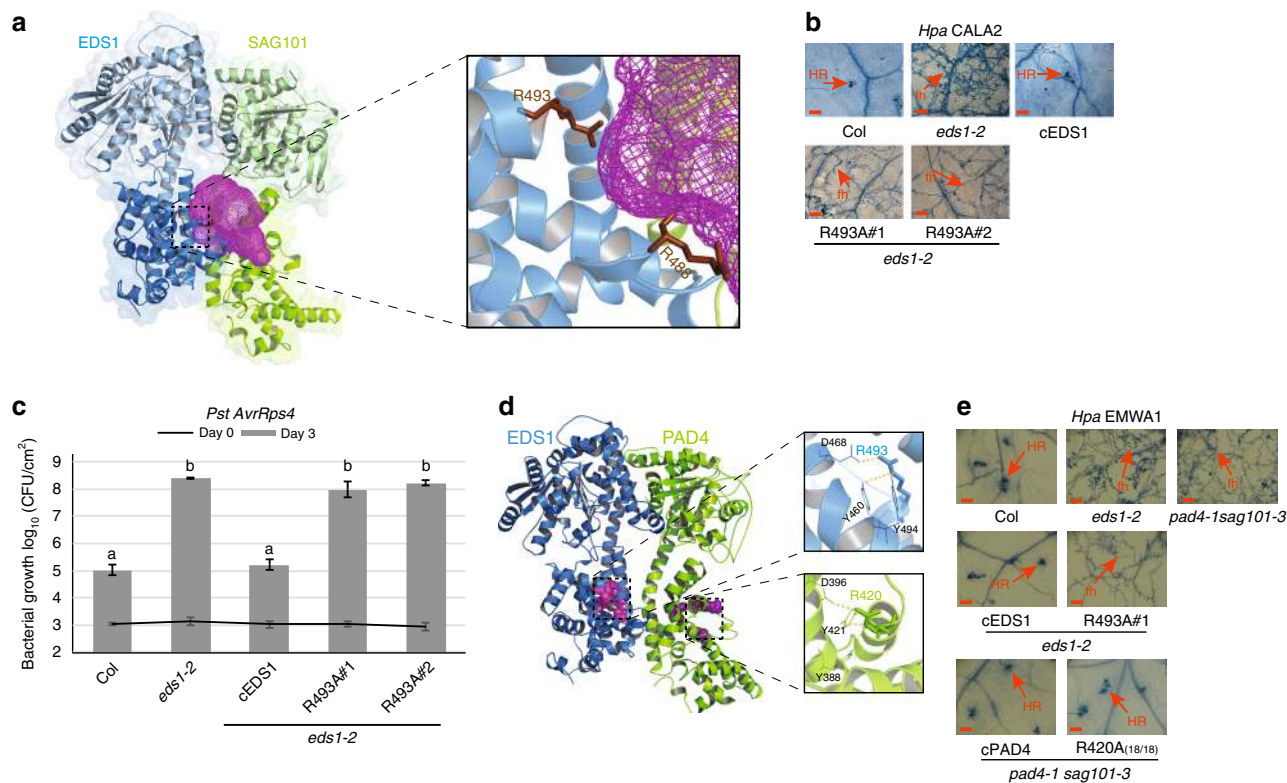 a
EDS1
SAG101
R493
R488
b
Hpa CALA2
HR
fh
HR
Col
eds1-2
cEDS1
fh
fh
R493A#1
R493A#2
eds1-2
c
Pst AvrRps4
Day 0
Day 3
Bacterial growth log10 (CFU/cm2)
9
8
7
6
5
4
3
2
a
b
a
b
b
Col
eds1-2
cEDS1
R493A#1
R493A#2
eds1-2
d
EDS1
PAD4
D468
R493
Y460
Y494
D396
R420
Y421
Y388
e
Hpa EMWA1
HR
fh
fh
Col
eds1-2
pad4-1sag101-3
HR
fh
cEDS1
R493A#1
eds1-2
HR
HR
cPAD4
R420A(18/18)
pad4-1 sag101-3